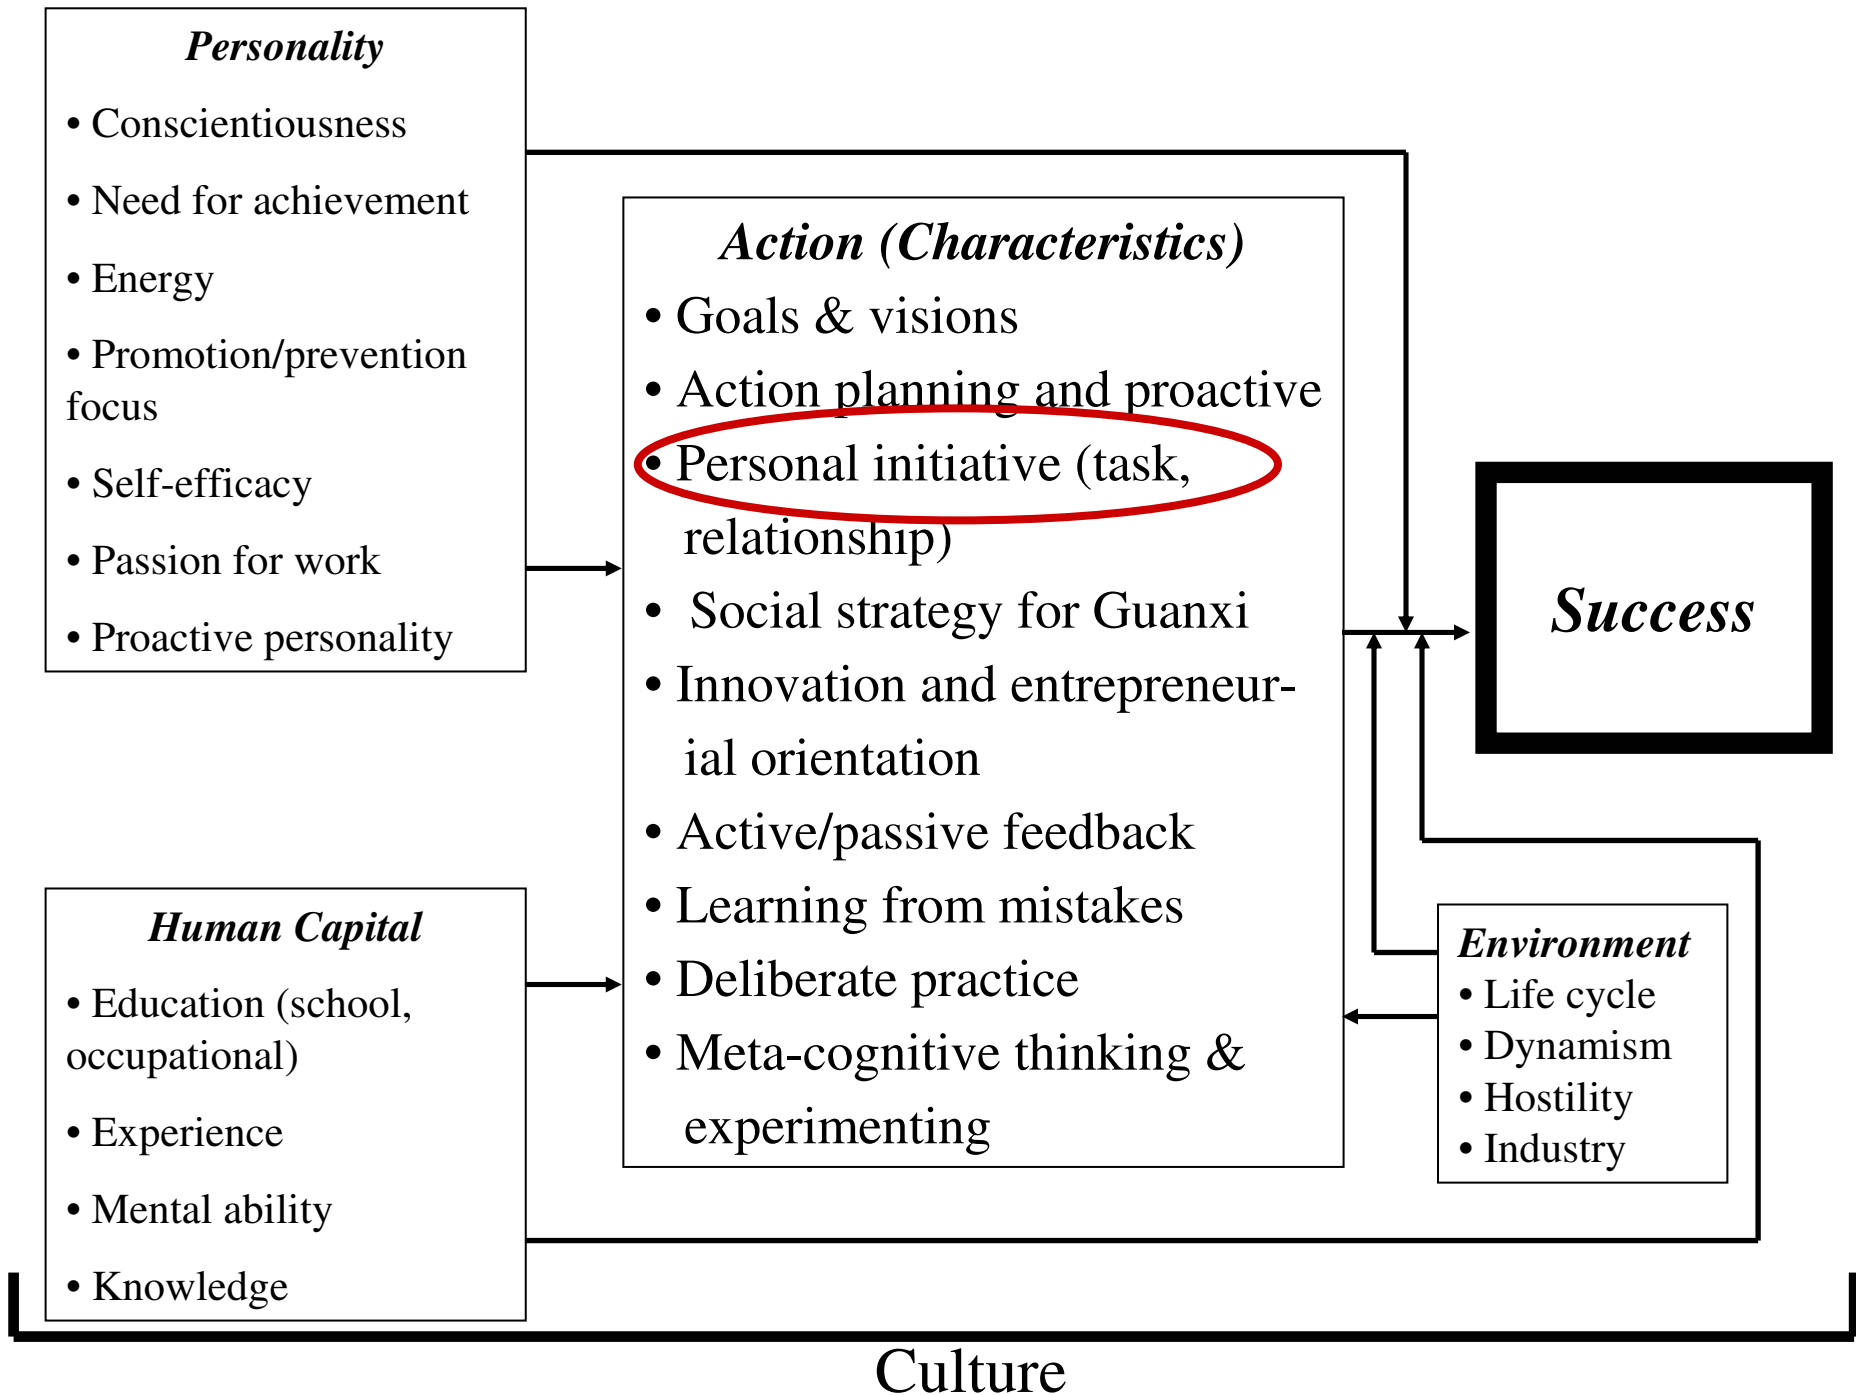 Personality
• Conscientiousness
• Need for achievement
• Energy
• Promotion/prevention
focus
• Self-efficacy
• Passion for work
• Proactive personality
Action (Characteristics)
• Goals & visions
• Action planning and proactive
• Personal initiative (task,
relationship)
• Social strategy for Guanxi
• Innovation and entrepreneur-
ial orientation
• Active/passive feedback
• Learning from mistakes
• Deliberate practice
• Meta-cognitive thinking &
experimenting
Success
Human Capital
• Education (school,
occupational)
• Experience
• Mental ability
• Knowledge
Environment
• Life cycle
• Dynamism
• Hostility
• Industry
Culture